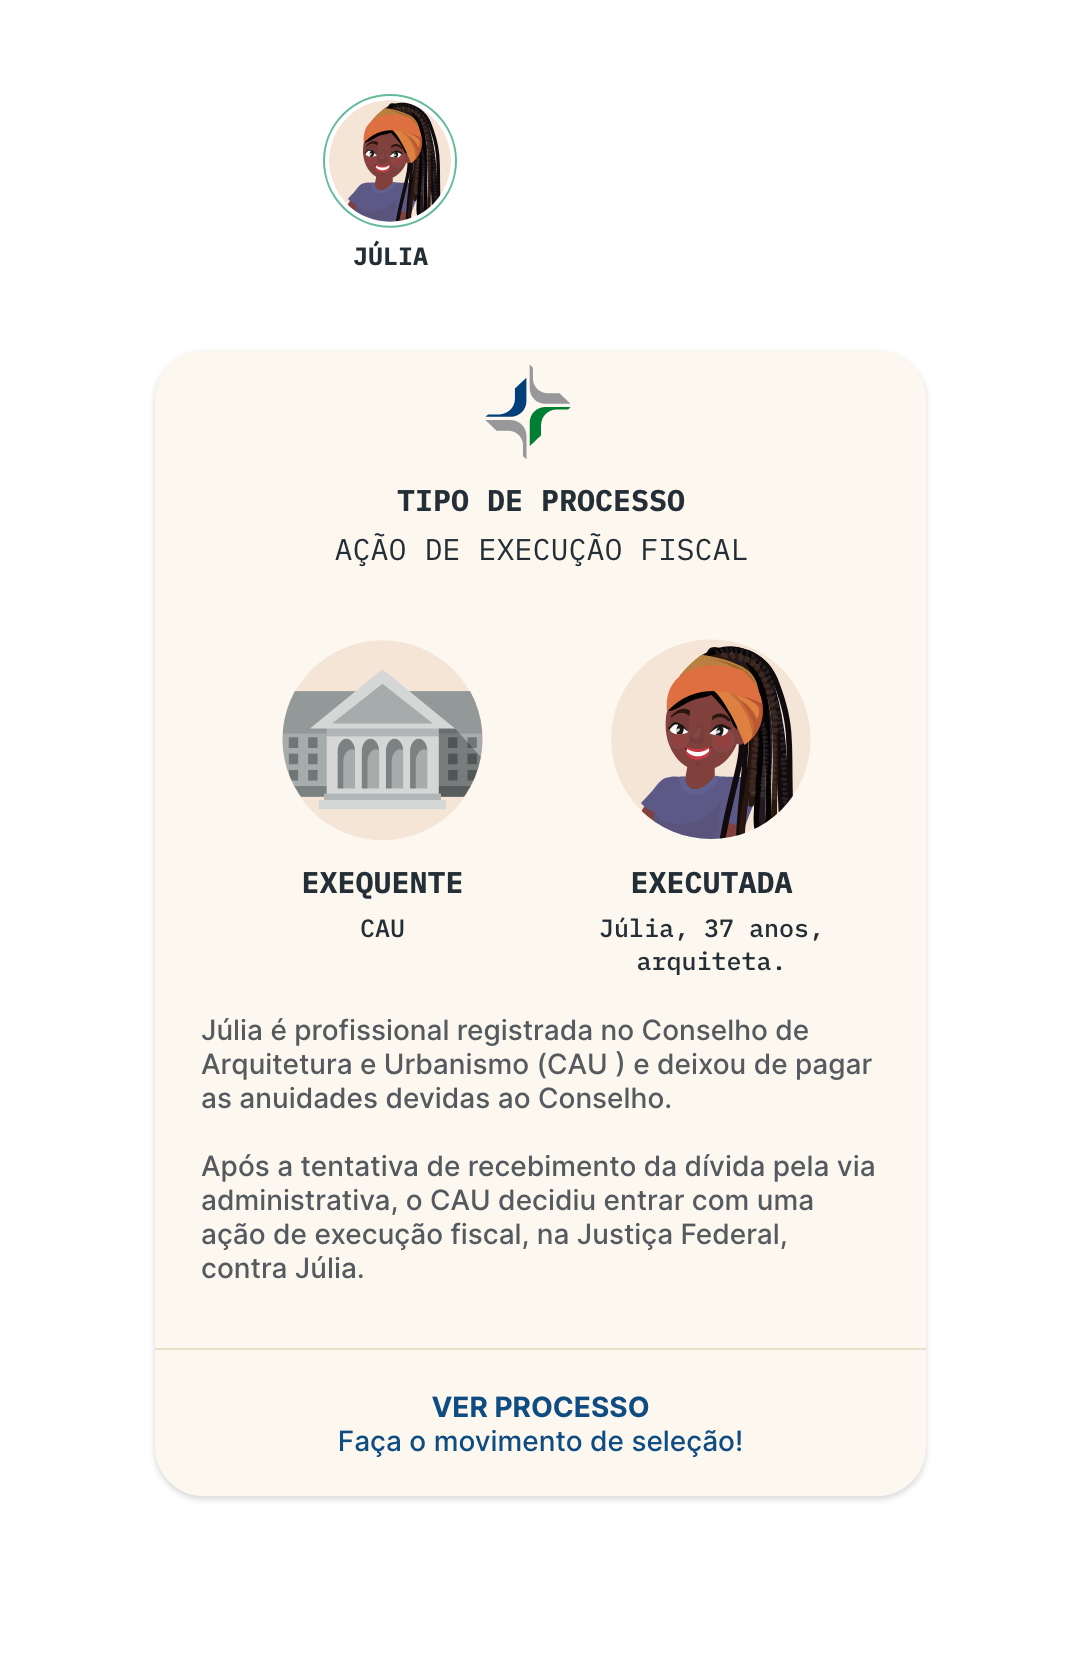 JÚLIA
TIPO DE PROCESSO
AÇÃO DE EXECUÇÃO FISCAL
EXEQUENTE
CAU
EXECUTADA
Júlia, 37 anos,
arquiteta.
Júlia é profissional registrada no Conselho de
Arquitetura e Urbanismo (CAU ) e deixou de pagar
as anuidades devidas ao Conselho.
Após a tentativa de recebimento da dívida pela via
administrativa, o CAU decidiu entrar com uma
ação de execução fiscal, na Justiça Federal,
contra Júlia.
VER PROCESSO
Faça o movimento de seleção!